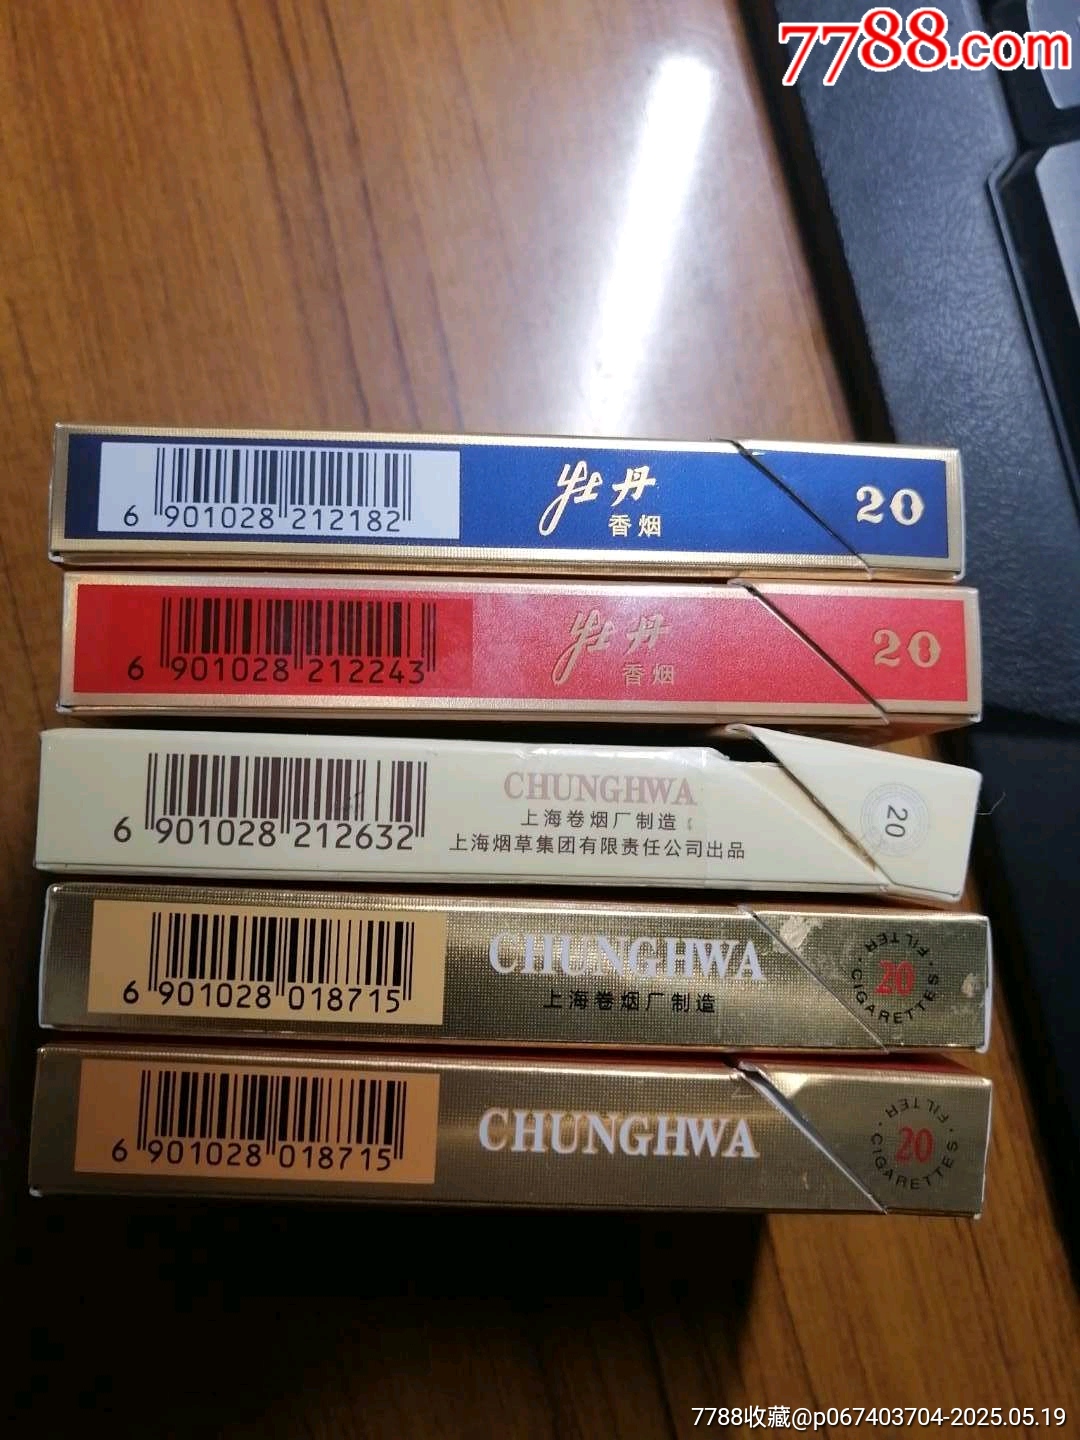 7788.com
牡丹
香烟
20
6 901028 212182
牡丹
香烟
20
6 901028 212243
CHUNGHWA
上海卷烟厂制造
上海烟草集团有限责任公司出品
20
6 901028 212632
CHUNGHWA
上海卷烟厂制造
FILTER · CIGARETTES ·
20
6 901028 018715
CHUNGHWA
FILTER · CIGARETTES ·
20
6 901028 018715
7788收藏@p067403704-2025.05.19